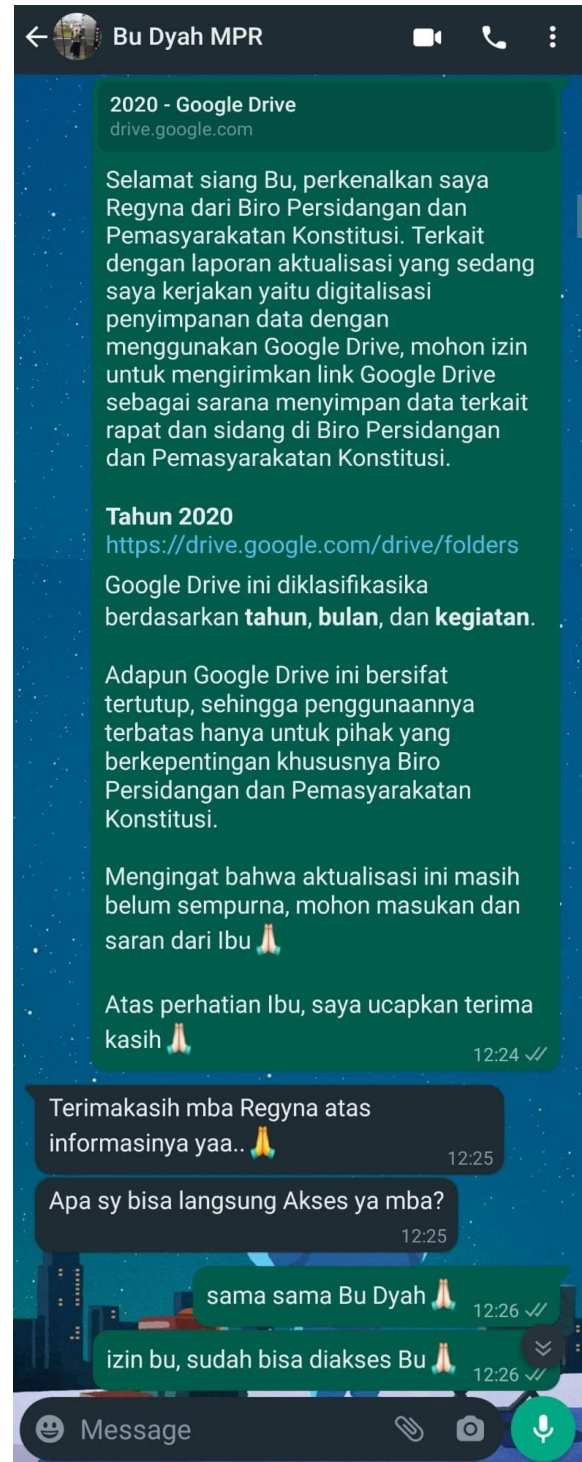 Bu Dyah MPR
2020 - Google Drive
drive.google.com
Selamat siang Bu, perkenalkan saya
Regyna dari Biro Persidangan dan
Pemasyarakatan Konstitusi. Terkait
dengan laporan aktualisasi yang sedang
saya kerjakan yaitu digitalisasi
penyimpanan data dengan
menggunakan Google Drive, mohon izin
untuk mengirimkan link Google Drive
sebagai sarana menyimpan data terkait
rapat dan sidang di Biro Persidangan
dan Pemasyarakatan Konstitusi.
Tahun 2020
https://drive.google.com/drive/folders
Google Drive ini diklasifikasika
berdasarkan tahun, bulan, dan kegiatan.
Adapun Google Drive ini bersifat
tertutup, sehingga penggunaannya
terbatas hanya untuk pihak yang
berkepentingan khususnya Biro
Persidangan dan Pemasyarakatan
Konstitusi.
Mengingat bahwa aktualisasi ini masih
belum sempurna, mohon masukan dan
saran dari Ibu 🙏🏻
Atas perhatian Ibu, saya ucapkan terima
kasih 🙏🏻
12:24
Terimakasih mba Regyna atas
informasinya yaa.. 🙏
12:25
Apa sy bisa langsung Akses ya mba?
12:25
sama sama Bu Dyah 🙏🏻
12:26
izin bu, sudah bisa diakses Bu 🙏🏻
12:26
Message